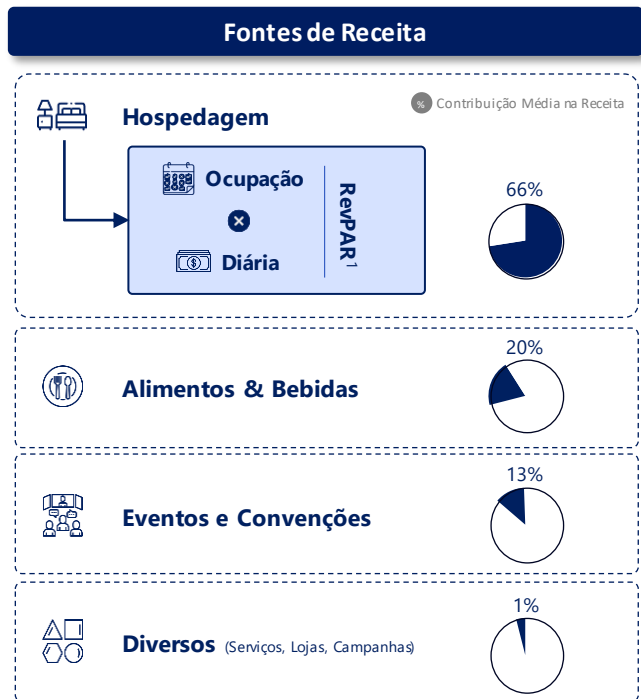 Fontes de Receita
% Contribuição Média na Receita
Hospedagem
Ocupação
Diária
RevPAR¹
66%
20%
Alimentos & Bebidas
13%
Eventos e Convenções
1%
Diversos (Serviços, Lojas, Campanhas)